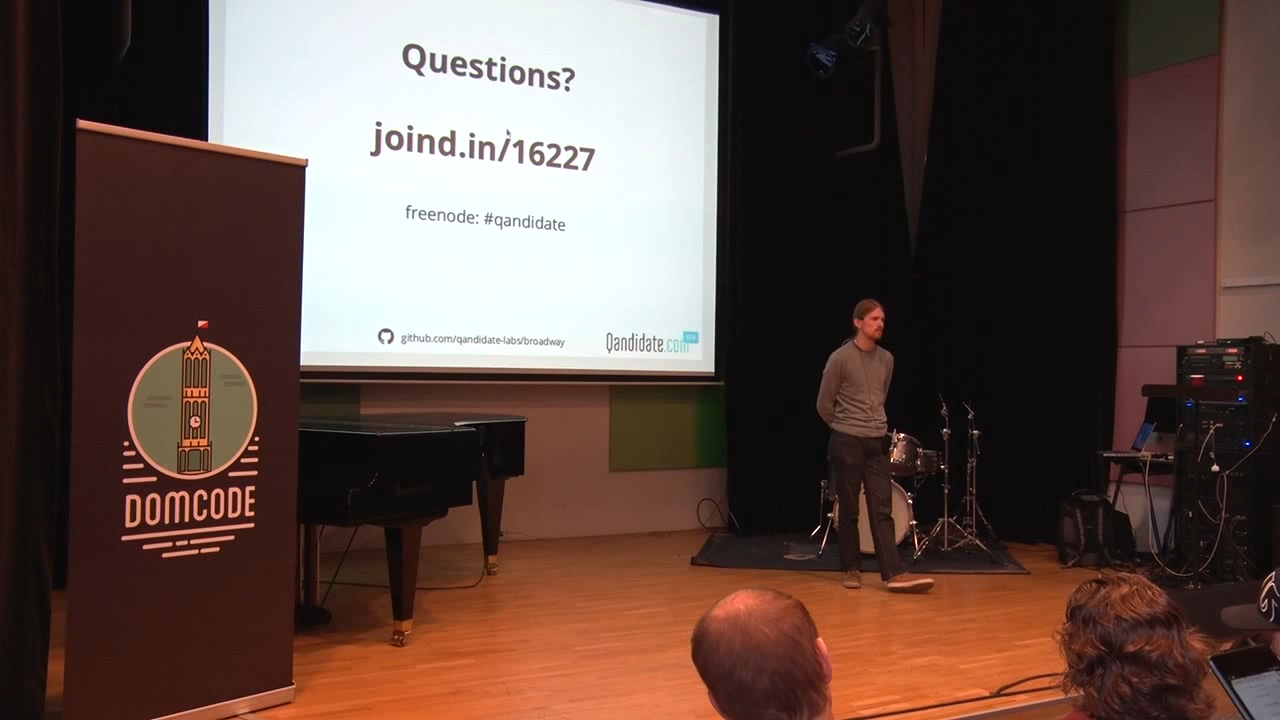 Questions?
joind.in/16227
freenode: #qandidate
github.com/qandidate-labs/broadway
Qandidate.com
DOMCODE